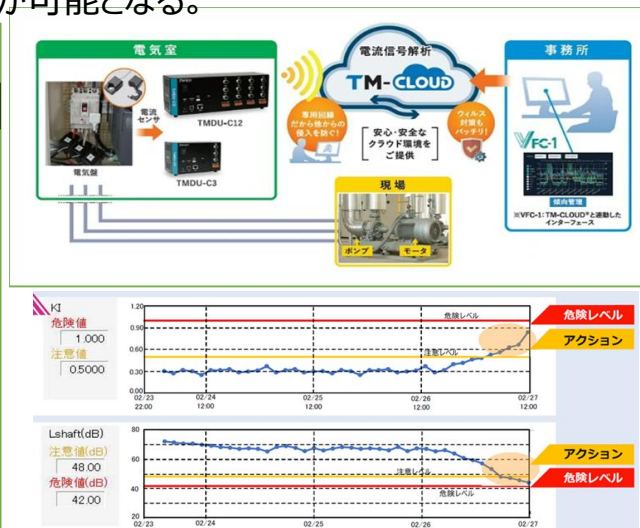 が可能となる。
電気室
電流信号解析
事務所
TM-CLOUD
電流
センサ
TMDU-C12
電気盤
TMDU-C3
専用回線
だから他からの
侵入を防ぐ!
安心・安全な
クラウド環境を
ご提供
ウィルス
対策も
バッチリ!
VFC-1
傾向管理
※VFC-1:TM-CLOUD®と連動した
インターフェース
現場
ポンプ
モータ
KI
危険値
1.000
注意値
0.5000
1.20
0.90
0.60
0.30
0.00
危険レベル
注意レベル
02/23
22:00
02/24
12:00
02/25
12:00
02/26
12:00
02/27
12:00
危険レベル
アクション
Lshaft(dB)
注意値(dB)
48.00
危険値(dB)
42.00
80
60
40
20
注意レベル
危険レベル
02/23
02/24
02/25
02/26
02/27
アクション
危険レベル